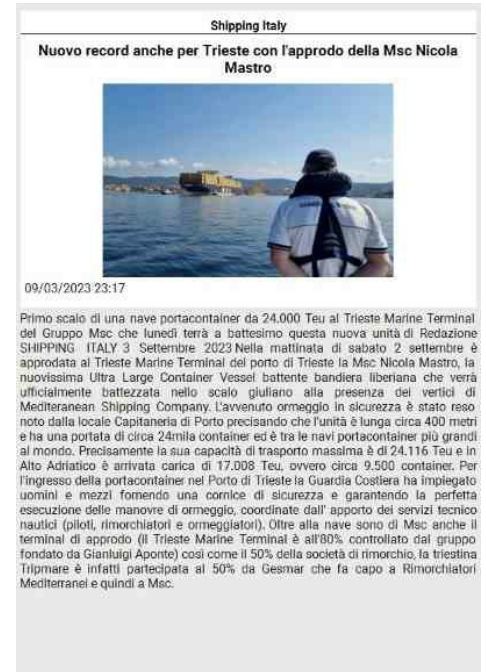 Shipping Italy
Nuovo record anche per Trieste con l'approdo della Msc Nicola
Mastro
09/03/2023 23:17
Primo scalo di una nave portacontainer da 24.000 Teu al Trieste Marine Terminal
del Gruppo Msc che lunedì terrà a battesimo questa nuova unità di Redazione
SHIPPING ITALY 3 Settembre 2023 Nella mattinata di sabato 2 settembre è
approdata al Trieste Marine Terminal del porto di Trieste la Msc Nicola Mastro, la
nuovissima Ultra Large Container Vessel battente bandiera liberiana che verrà
ufficialmente battezzata nello scalo giuliano alla presenza dei vertici di
Mediteranean Shipping Company. L'avvenuto ormeggio in sicurezza è stato reso
noto dalla locale Capitaneria di Porto precisando che l'unità è lunga circa 400 metri
e ha una portata di circa 24mila container ed è tra le navi portacontainer più grandi
al mondo. Precisamente la sua capacità di trasporto massima è di 24.116 Teu e in
Alto Adriatico è arrivata carica di 17.008 Teu, ovvero circa 9.500 container. Per
l'ingresso della portacontainer nel Porto di Trieste la Guardia Costiera ha impiegato
uomini e mezzi fornendo una cornice di sicurezza e garantendo la perfetta
esecuzione delle manovre di ormeggio, coordinate dall' apporto dei servizi tecnico
nautici (piloti, rimorchiatori e ormeggiatori). Oltre alla nave sono di Msc anche il
terminal di approdo (il Trieste Marine Terminal è all'80% controllato dal gruppo
fondato da Gianluigi Aponte) così come il 50% della società di rimorchio, la triestina
Tripmare è infatti partecipata al 50% da Gesmar che fa capo a Rimorchiatori
Mediterranei e quindi a Msc.